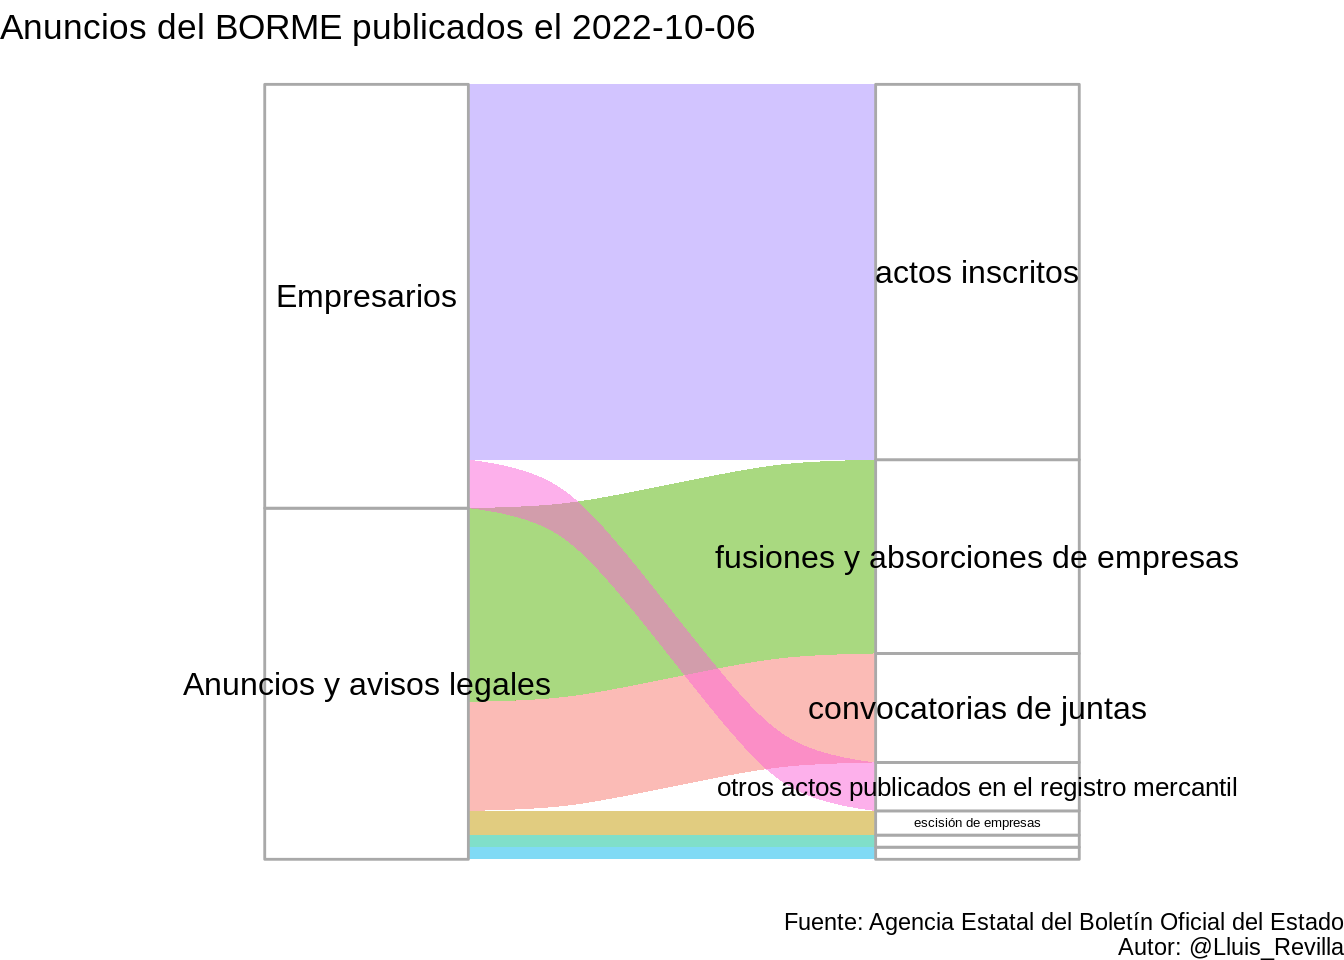 Anuncios del BORME publicados el 2022-10-06
Empresarios
actos inscritos
fusiones y absorciones de empresas
Anuncios y avisos legales
convocatorias de juntas
otros actos publicados en el registro mercantil
escisión de empresas
Fuente: Agencia Estatal del Boletín Oficial del Estado
Autor: @Lluis_Revilla